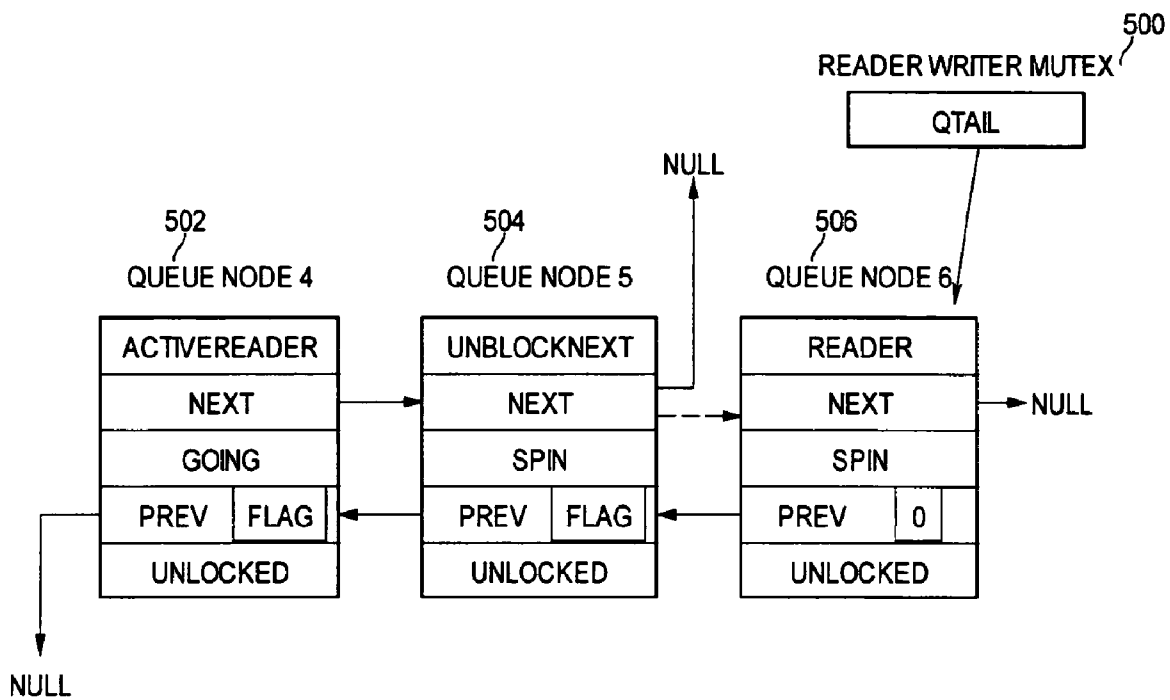 500
READER WRITER MUTEX
QTAIL
NULL
502
504
506
QUEUE NODE 4
QUEUE NODE 5
QUEUE NODE 6
ACTIVEREADER
UNBLOCKNEXT
READER
NEXT
NEXT
NEXT
NULL
GOING
SPIN
SPIN
PREV FLAG
PREV FLAG
PREV 0
UNLOCKED
UNLOCKED
UNLOCKED
NULL